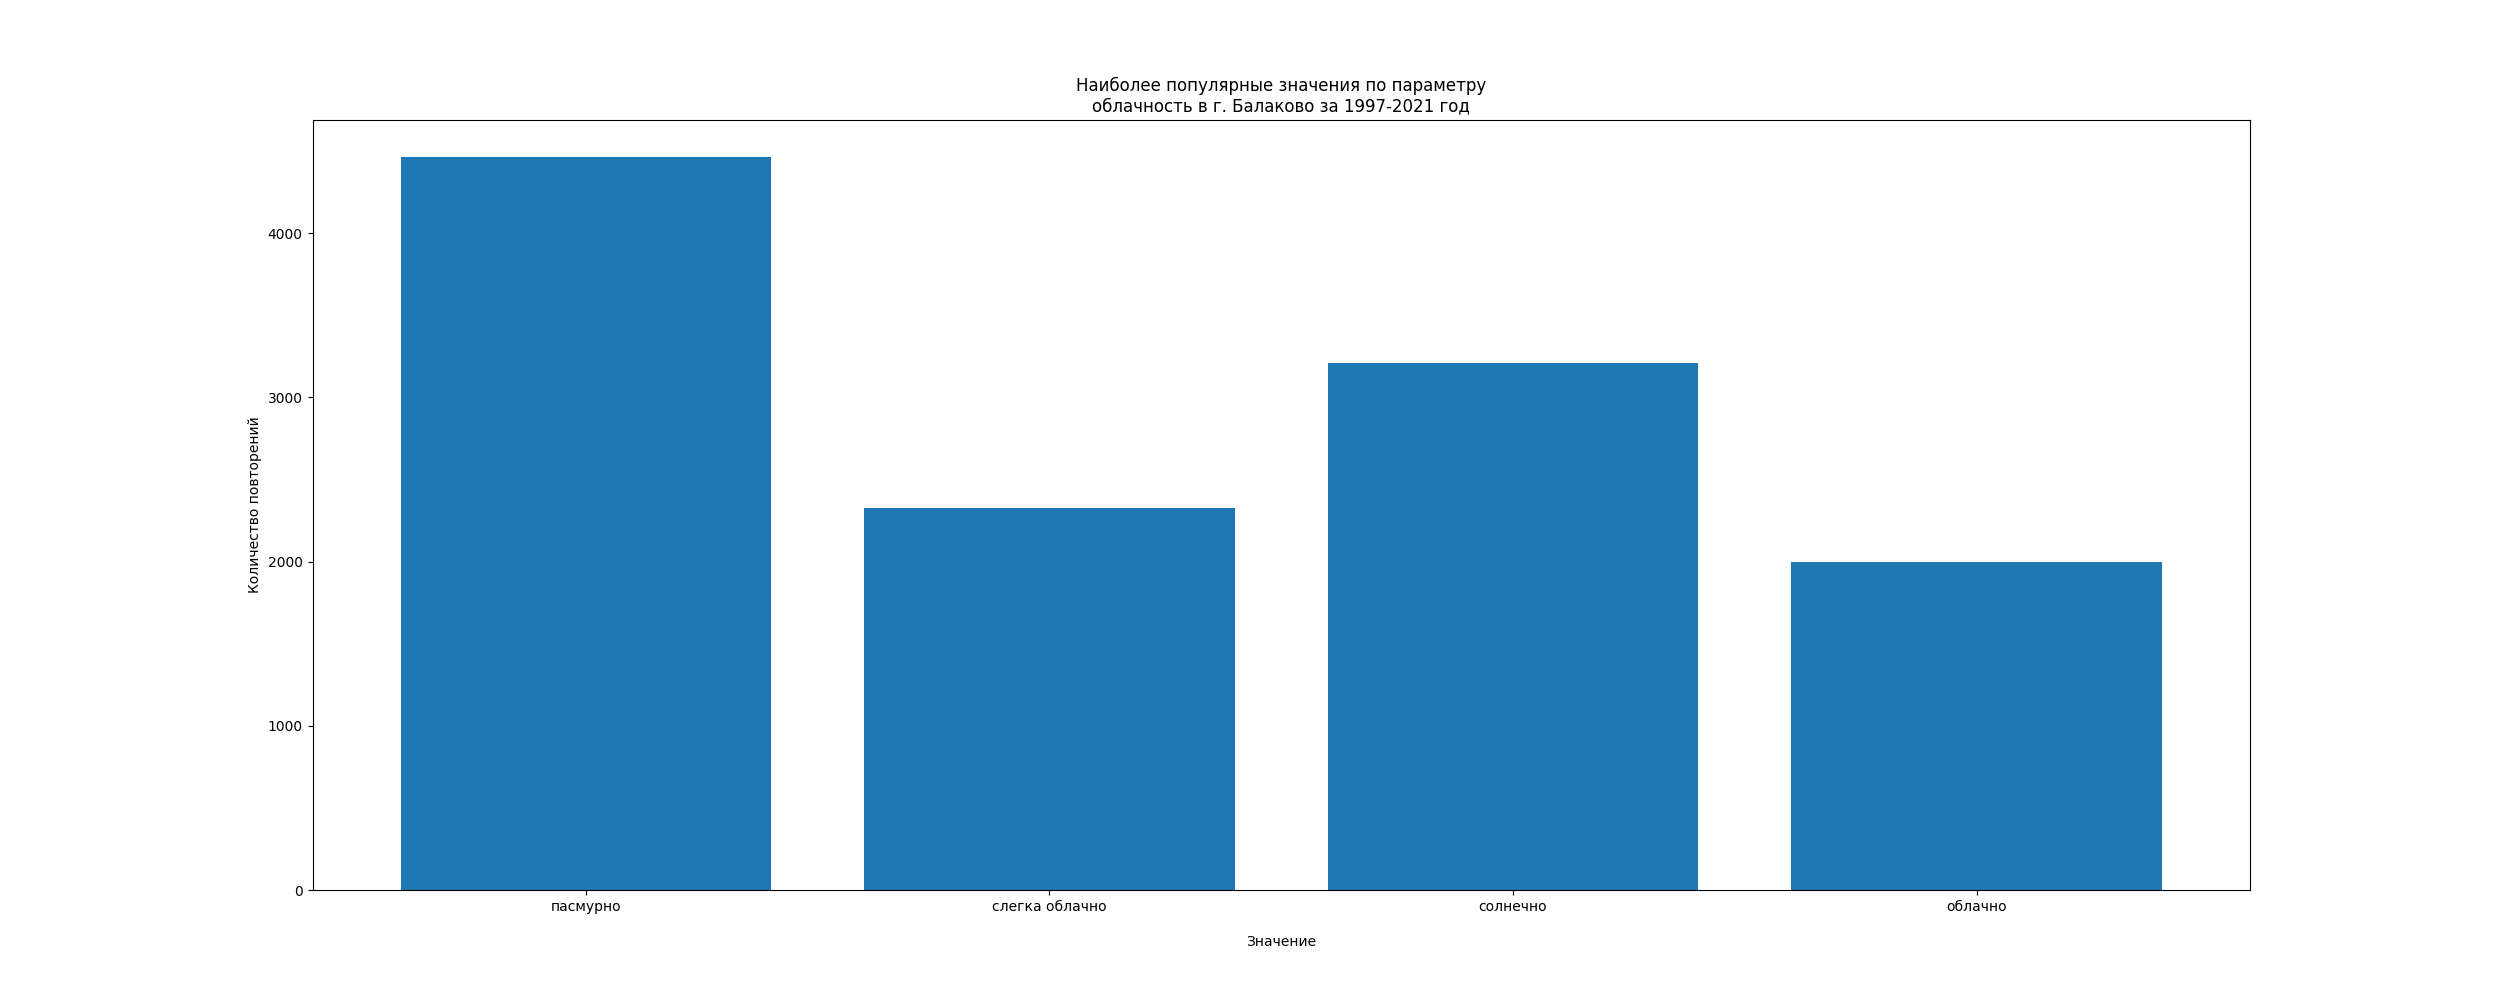 Наиболее популярные значения по параметру
облачность в г. Балаково за 1997-2021 год
Количество повторений
4000
3000
2000
1000
0
пасмурно
слегка облачно
солнечно
облачно
Значение